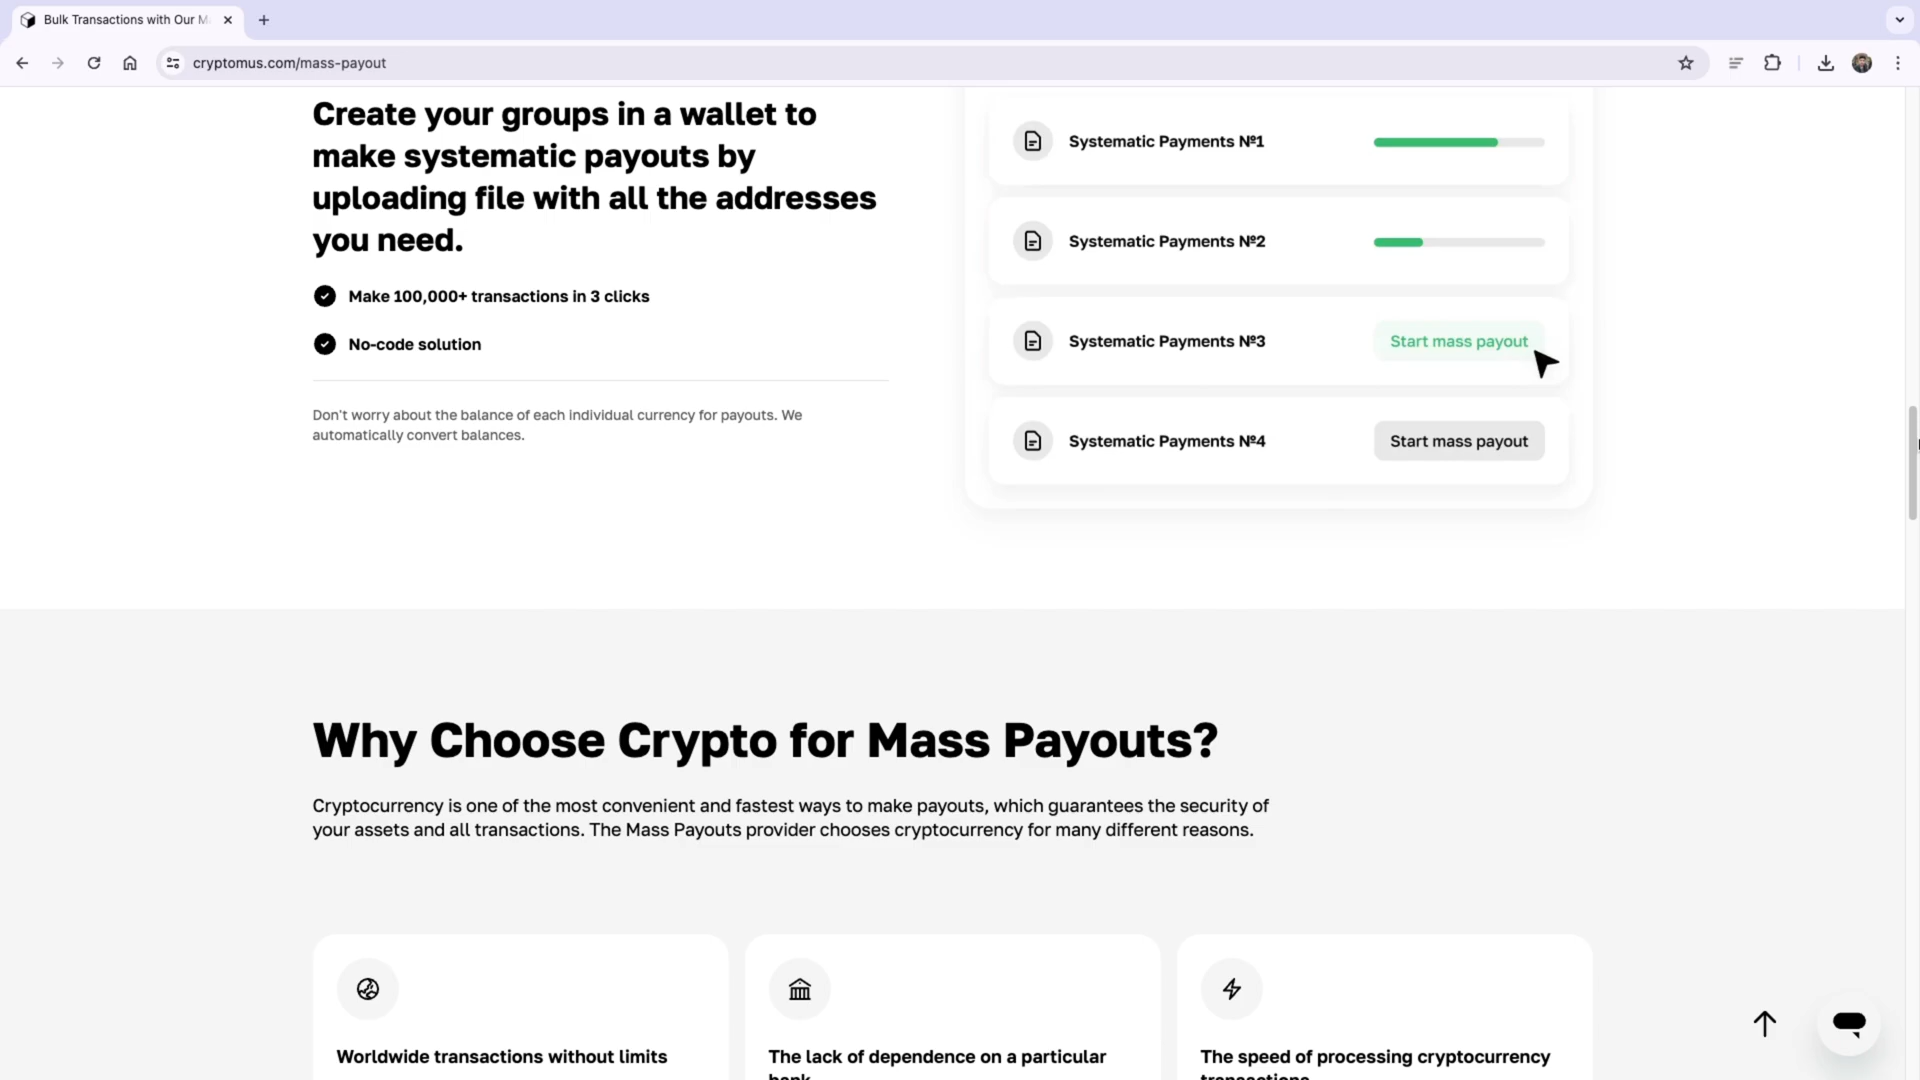 Bulk Transactions with Our M
cryptomus.com/mass-payout
Create your groups in a wallet to
make systematic payouts by
uploading file with all the addresses
you need.
Make 100,000+ transactions in 3 clicks
No-code solution
Don't worry about the balance of each individual currency for payouts. We
automatically convert balances.
Systematic Payments №1
Systematic Payments №2
Systematic Payments №3
Start mass payout
Systematic Payments №4
Start mass payout
Why Choose Crypto for Mass Payouts?
Cryptocurrency is one of the most convenient and fastest ways to make payouts, which guarantees the security of
your assets and all transactions. The Mass Payouts provider chooses cryptocurrency for many different reasons.
Worldwide transactions without limits
The lack of dependence on a particular
bank
The speed of processing cryptocurrency
transactions